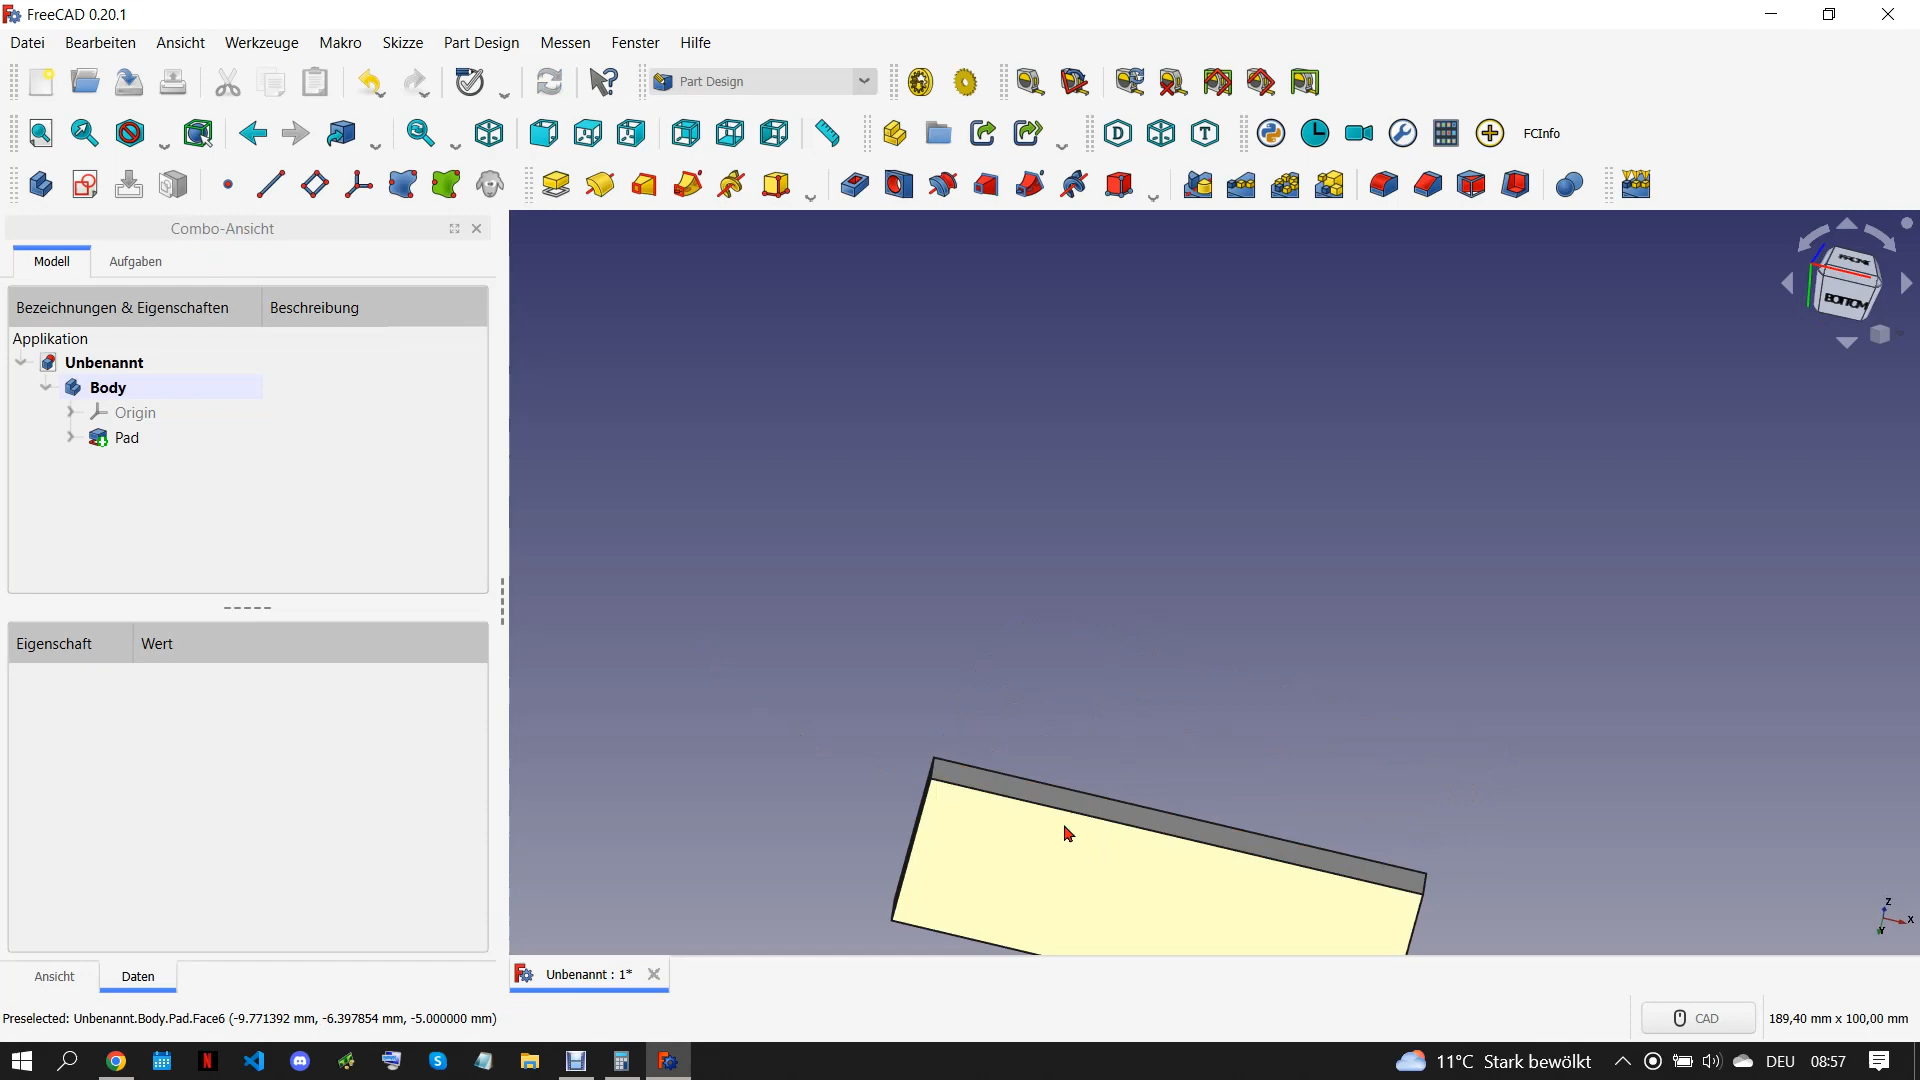 FreeCAD 0.20.1
Datei Bearbeiten Ansicht Werkzeuge Makro Skizze Part Design Messen Fenster Hilfe
Part Design
D T FCInfo
Combo-Ansicht
Modell Aufgaben
Bezeichnungen & Eigenschaften Beschreibung
Applikation
Unbenannt
Body
Origin
Pad
BOTTOM
Eigenschaft Wert
Z
X
Y
Ansicht Daten
Unbenannt : 1*
Preselected: Unbenannt.Body.Pad.Face6 (-9.771392 mm, -6.397854 mm, -5.000000 mm)
CAD 189,40 mm x 100,00 mm
N S 11°C Stark bewölkt DEU 08:57